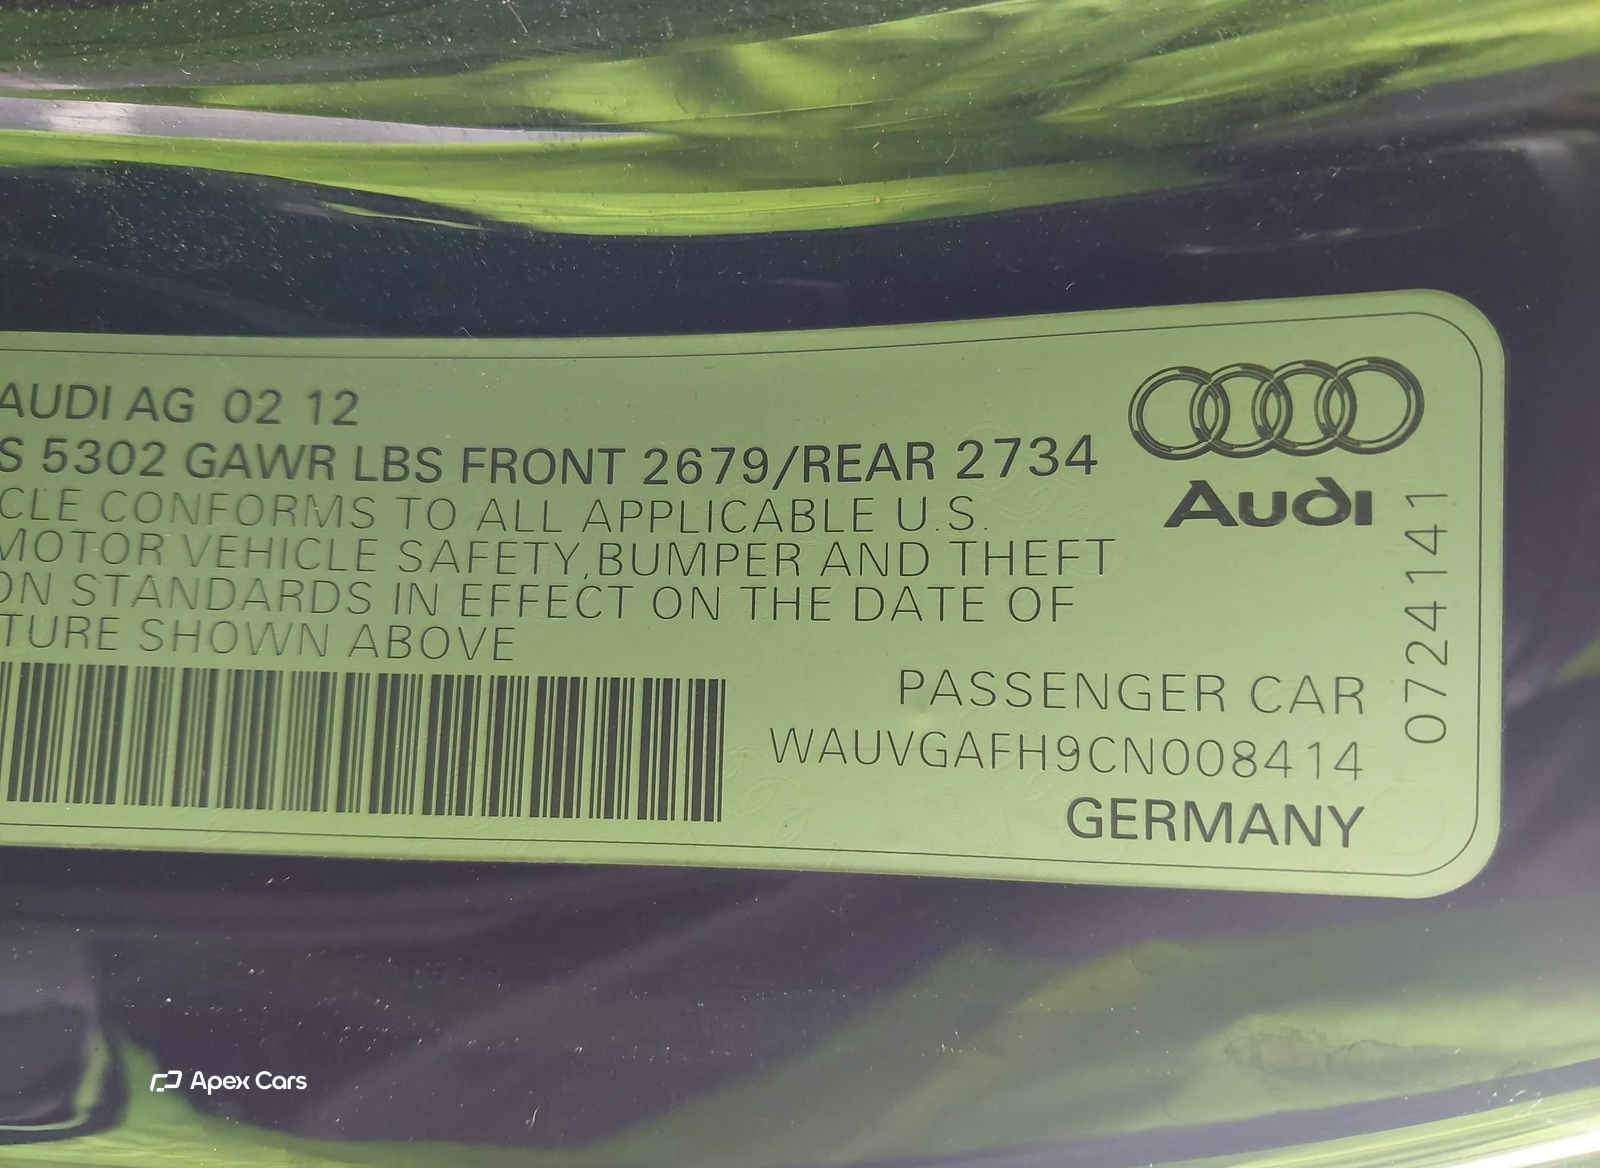 AUDI AG 02 12
S 5302 GAWR LBS FRONT 2679/REAR 2734
CLE CONFORMS TO ALL APPLICABLE U.S.
MOTOR VEHICLE SAFETY,BUMPER AND THEFT
ON STANDARDS IN EFFECT ON THE DATE OF
TURE SHOWN ABOVE
Audi
07241141
PASSENGER CAR
WAUVGAFH9CN008414
GERMANY
Apex Cars